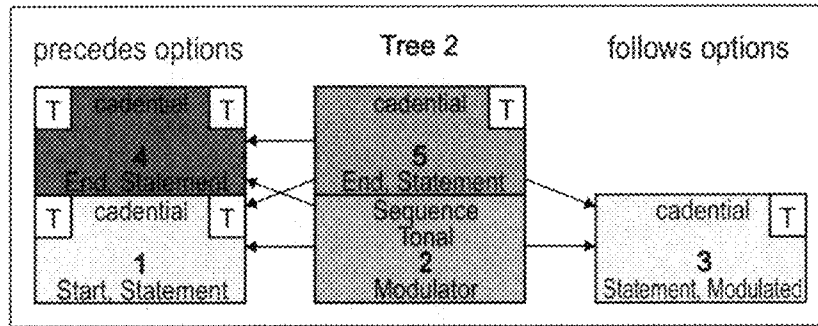 precedes options
Tree 2
follows options
T cadential T
4
End, Statement
T cadential T
1
Start, Statement
cadential T
5
End, Statement
Sequence
Tonal
2
Modulator
cadential T
3
Statement, Modulated